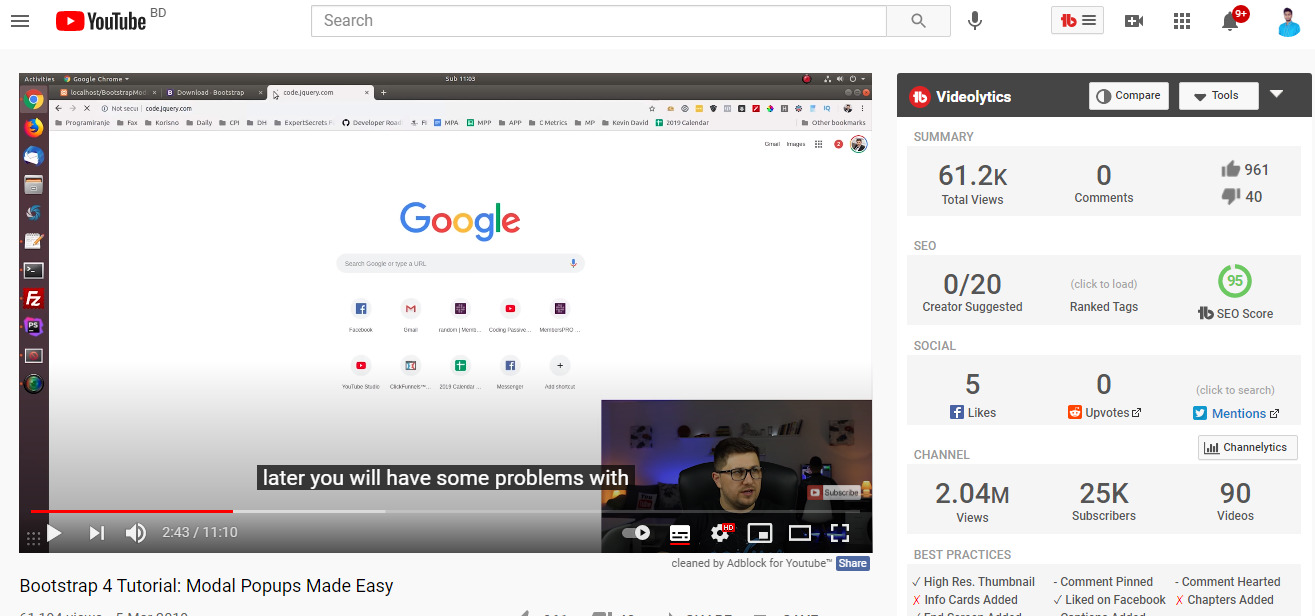 YouTube BD
Search
9+
Activities Google Chrome Sub 11:03
localhost/BootstrapMod Download · Bootstrap code.jquery.com
Not secu code.jquery.com
Programiranje Fax Korisno Daily CPI DH ExpertSecrets Developer Road FI MPA MPP APP C Metrics MP Kevin David 2019 Calendar Other bookmarks
Gmail Images 2
Google
Search Google or type a URL
Facebook Gmail random | Memb... Coding Passive... MembersPRO ...
YouTube Studio ClickFunnels™... 2019 Calendar ... Messenger Add shortcut
later you will have some problems with
Subscribe
2:43 / 11:10
HD
cleaned by Adblock for Youtube™ Share
Bootstrap 4 Tutorial: Modal Popups Made Easy
Videolytics Compare Tools
SUMMARY
61.2K 0 961
Total Views Comments 40
SEO
0/20 (click to load) 95
Creator Suggested Ranked Tags SEO Score
SOCIAL
5 0 (click to search)
Likes Upvotes Mentions
Channelytics
CHANNEL
2.04M 25K 90
Views Subscribers Videos
BEST PRACTICES
✓ High Res. Thumbnail - Comment Pinned - Comment Hearted
✗ Info Cards Added ✓ Liked on Facebook ✗ Chapters Added